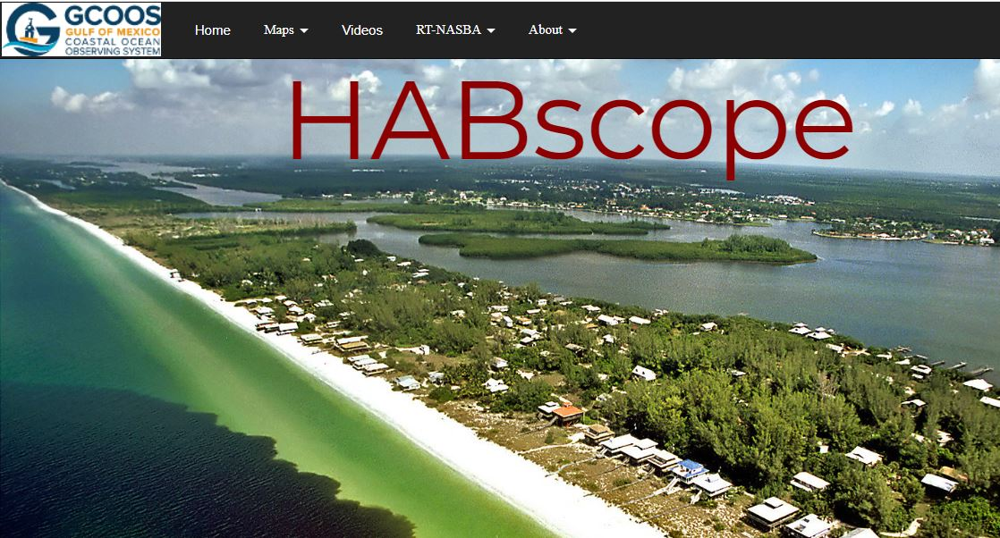 GCOOS
GULF OF MEXICO
COASTAL OCEAN
OBSERVING SYSTEM
Home Maps Videos RT-NASBA About
HABscope